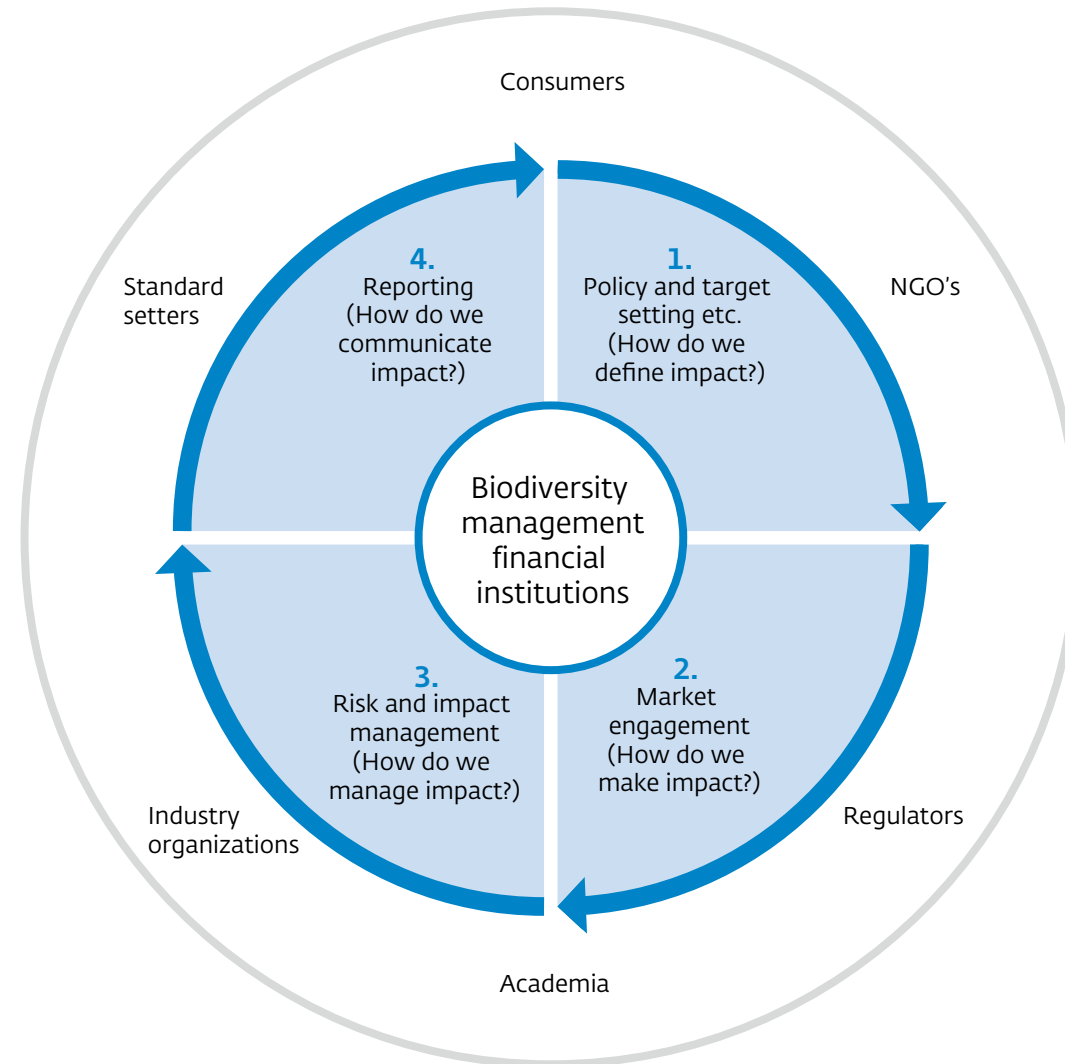 Consumers
Standard
setters
NGO's
4.
Reporting
(How do we
communicate
impact?)
1.
Policy and target
setting etc.
(How do we
define impact?)
Biodiversity
management
financial
institutions
3.
Risk and impact
management
(How do we
manage impact?)
2.
Market
engagement
(How do we
make impact?)
Industry
organizations
Regulators
Academia